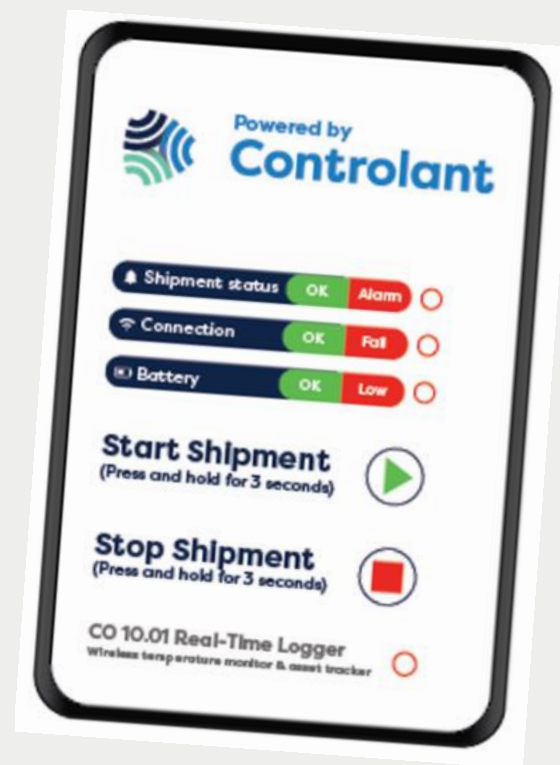 Powered by
Controlant
Shipment status OK Alarm
Connection OK Fail
Battery OK Low
Start Shipment
(Press and hold for 3 seconds)
Stop Shipment
(Press and hold for 3 seconds)
CO 10.01 Real-Time Logger
Wireless temperature monitor & asset tracker